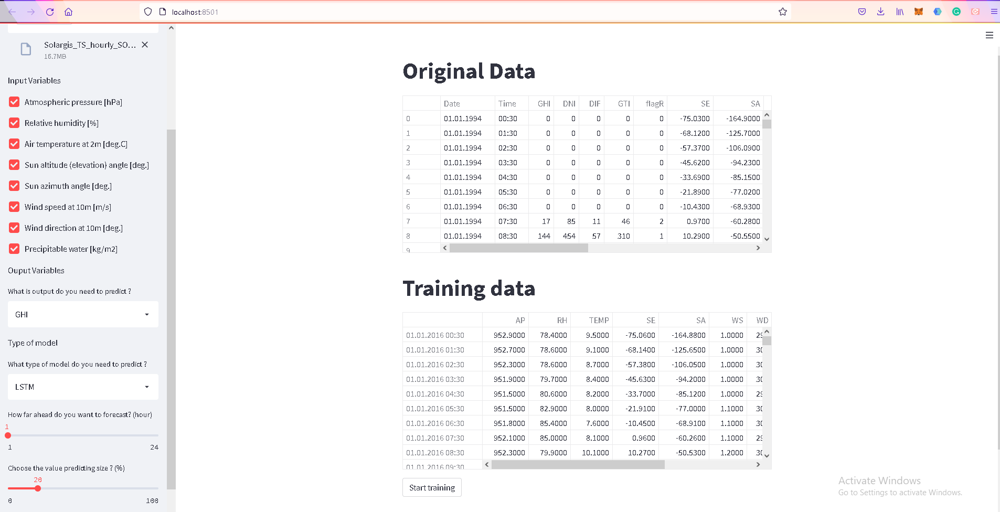 localhost:8501
Solargis_TS_hourly_SO...
16.7MB
Input Variables
Atmospheric pressure [hPa]
Relative humidity [%]
Air temperature at 2m [deg.C]
Sun altitude (elevation) angle [deg.]
Sun azimuth angle [deg.]
Wind speed at 10m [m/s]
Wind direction at 10m [deg.]
Precipitable water [kg/m2]
Ouput Variables
What is output do you need to predict ?
GHI
Type of model
What type of model do you need to predict ?
LSTM
How far ahead do you want to forecast? (hour)
1
1 24
Choose the value predicting size ? (%)
20
0 100
Original Data
Date Time GHI DNI DIF GTI flagR SE SA
0 01.01.1994 00:30 0 0 0 0 0 -75.0300 -164.9000
1 01.01.1994 01:30 0 0 0 0 0 -68.1200 -125.7000
2 01.01.1994 02:30 0 0 0 0 0 -57.3700 -106.0900
3 01.01.1994 03:30 0 0 0 0 0 -45.6200 -94.2300
4 01.01.1994 04:30 0 0 0 0 0 -33.6900 -85.1500
5 01.01.1994 05:30 0 0 0 0 0 -21.8900 -77.0200
6 01.01.1994 06:30 0 0 0 0 0 -10.4300 -68.9300
7 01.01.1994 07:30 17 85 11 46 2 0.9700 -60.2800
8 01.01.1994 08:30 144 454 57 310 1 10.2900 -50.5500
9
Training data
AP RH TEMP SE SA WS WD
01.01.2016 00:30 952.9000 78.4000 9.5000 -75.0600 -164.8800 1.0000 29
01.01.2016 01:30 952.7000 78.6000 9.1000 -68.1400 -125.6500 1.0000 30
01.01.2016 02:30 952.3000 78.6000 8.7000 -57.3800 -106.0500 1.0000 30
01.01.2016 03:30 951.9000 79.7000 8.4000 -45.6300 -94.2000 1.0000 30
01.01.2016 04:30 951.5000 80.6000 8.2000 -33.7000 -85.1200 1.0000 29
01.01.2016 05:30 951.5000 82.9000 8.0000 -21.9100 -77.0000 1.1000 30
01.01.2016 06:30 951.8000 85.4000 7.6000 -10.4500 -68.9100 1.1000 30
01.01.2016 07:30 952.1000 85.0000 8.1000 0.9600 -60.2600 1.1000 29
01.01.2016 08:30 952.3000 79.9000 10.1000 10.2700 -50.5300 1.2000 30
01.01.2016 09:30
Start training
Activate Windows
Go to Settings to activate Windows.